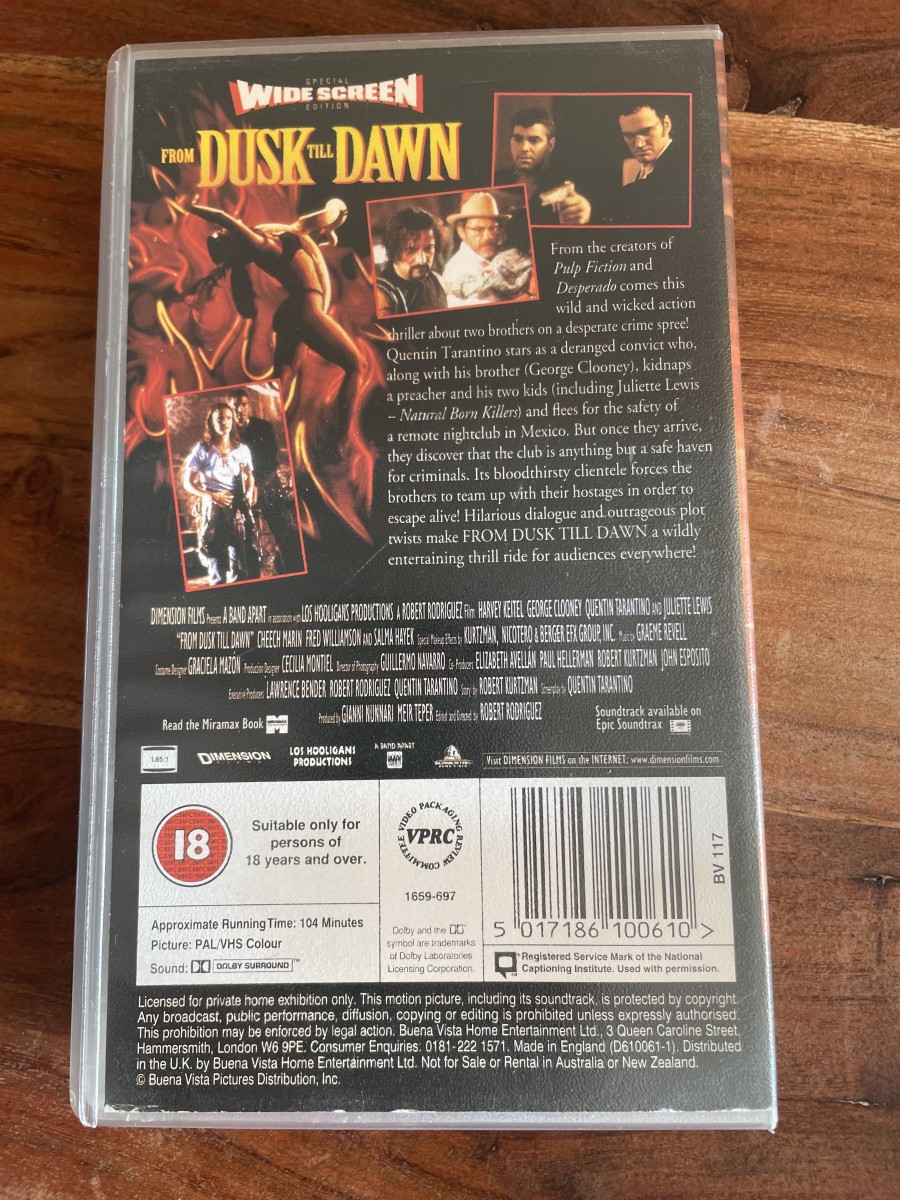 SPECIAL
WIDE SCREEN
EDITION
FROM DUSK TILL DAWN
From the creators of
Pulp Fiction and
Desperado comes this
wild and wicked action
thriller about two brothers on a desperate crime spree!
Quentin Tarantino stars as a deranged convict who,
along with his brother (George Clooney), kidnaps
a preacher and his two kids (including Juliette Lewis
– Natural Born Killers) and flees for the safety of
a remote nightclub in Mexico. But once they arrive,
they discover that the club is anything but a safe haven
for criminals. Its bloodthirsty clientele forces the
brothers to team up with their hostages in order to
escape alive! Hilarious dialogue and outrageous plot
twists make FROM DUSK TILL DAWN a wildly
entertaining thrill ride for audiences everywhere!
DIMENSION FILMS Presents A BAND APART in association with LOS HOOLIGANS PRODUCTIONS A ROBERT RODRIGUEZ Film HARVEY KEITEL GEORGE CLOONEY QUENTIN TARANTINO AND JULIETTE LEWIS
"FROM DUSK TILL DAWN" CHEECH MARIN FRED WILLIAMSON AND SALMA HAYEK Special Makeup Effects by KURTZMAN, NICOTERO & BERGER EFX GROUP, INC. Music by GRAEME REVELL
Costume Designer GRACIELA MAZÓN Production Designer CECILIA MONTIEL Director of Photography GUILLERMO NAVARRO Co-Producers ELIZABETH AVELLÁN PAUL HELLERMAN ROBERT KURTZMAN JOHN ESPOSITO
Executive Producers LAWRENCE BENDER ROBERT RODRIGUEZ QUENTIN TARANTINO Story by ROBERT KURTZMAN Screenplay by QUENTIN TARANTINO
Produced by GIANNI NUNNARI MEIR TEPER Edited and Directed by ROBERT RODRIGUEZ
Read the Miramax Book MIRAMAX
Soundtrack available on
Epic Soundtrax
1.85:1
DIMENSION
LOS HOOLIGANS
PRODUCTIONS
A BAND APART
VISIT DIMENSION FILMS ON THE INTERNET; www.dimensionfilms.com
18
Suitable only for
persons of
18 years and over.
Approximate Running Time: 104 Minutes
Picture: PAL/VHS Colour
Sound: DOLBY SURROUND™
VIDEO PACKAGING REVIEW COMMITTEE
VPRC
1659-697
Dolby and the
symbol are trademarks
of Dolby Laboratories
Licensing Corporation.
5 017186 100610 >
BV 117
*Registered Service Mark of the National
Captioning Institute. Used with permission.
Licensed for private home exhibition only. This motion picture, including its soundtrack, is protected by copyright.
Any broadcast, public performance, diffusion, copying or editing is prohibited unless expressly authorised.
This prohibition may be enforced by legal action. Buena Vista Home Entertainment Ltd., 3 Queen Caroline Street,
Hammersmith, London W6 9PE. Consumer Enquiries: 0181-222 1571. Made in England (D610061-1). Distributed
in the U.K. by Buena Vista Home Entertainment Ltd. Not for Sale or Rental in Australia or New Zealand.
© Buena Vista Pictures Distribution, Inc.